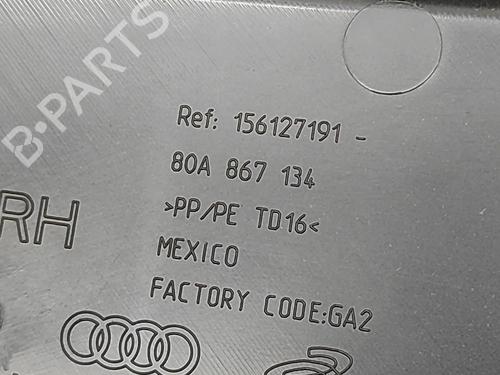 B-PARTS
Ref: 156127191 -
80A 867 134
>PP/PE TD16<
RH
MEXICO
FACTORY CODE:GA2